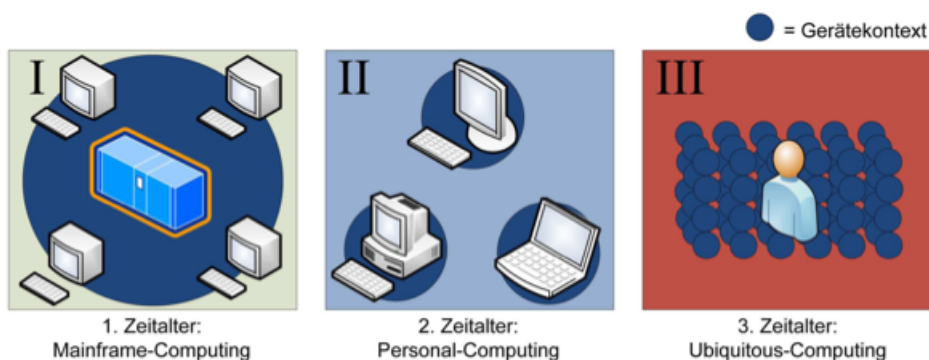 = Gerätekontext
I
II
III
1. Zeitalter:
Mainframe-Computing
2. Zeitalter:
Personal-Computing
3. Zeitalter:
Ubiquitous-Computing